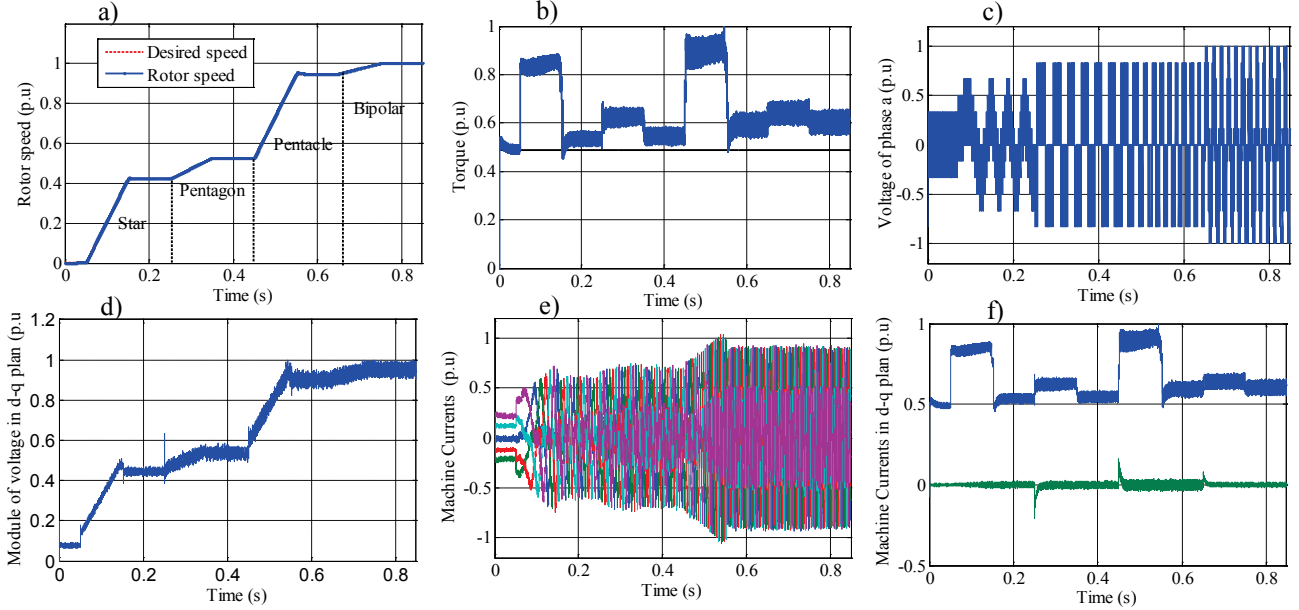 a)
Desired speed
Rotor speed
Star
Pentagon
Pentacle
Bipolar
Rotor speed (p.u)
1
0.8
0.6
0.4
0.2
0
0 0.2 0.4 0.6 0.8
Time (s)
b)
Torque (p.u)
1
0.8
0.6
0.4
0.2
0
0 0.2 0.4 0.6 0.8
Time (s)
c)
Voltage of phase a (p.u)
1
0.5
0
-0.5
-1
0 0.2 0.4 0.6 0.8
Time (s)
d)
Module of voltage in d-q plan (p.u
1.2
1
0.8
0.6
0.4
0.2
0
0 0.2 0.4 0.6 0.8
Time (s)
e)
Machine Currents (p.u)
1
0.5
0
-0.5
-1
0 0.2 0.4 0.6 0.8
Time (s)
f)
Machine Currents in d-q plan (p.u)
1
0.5
0
-0.5
0 0.2 0.4 0.6 0.8
Time (s)